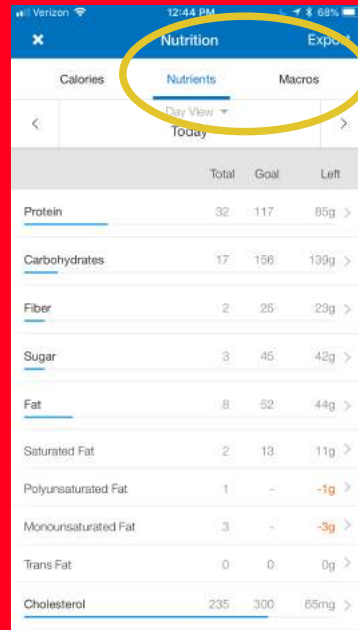 Verizon 12:44 PM 68%
× Nutrition Export
Calories Nutrients Macros
< Day View >
Today
Total Goal Left
Protein 32 117 85g >
Carbohydrates 17 156 139g >
Fiber 2 25 23g >
Sugar 3 45 42g >
Fat 8 52 44g >
Saturated Fat 2 13 11g >
Polyunsaturated Fat 1 - -1g >
Monounsaturated Fat 3 - -3g >
Trans Fat 0 0 0g >
Cholesterol 235 300 65mg >